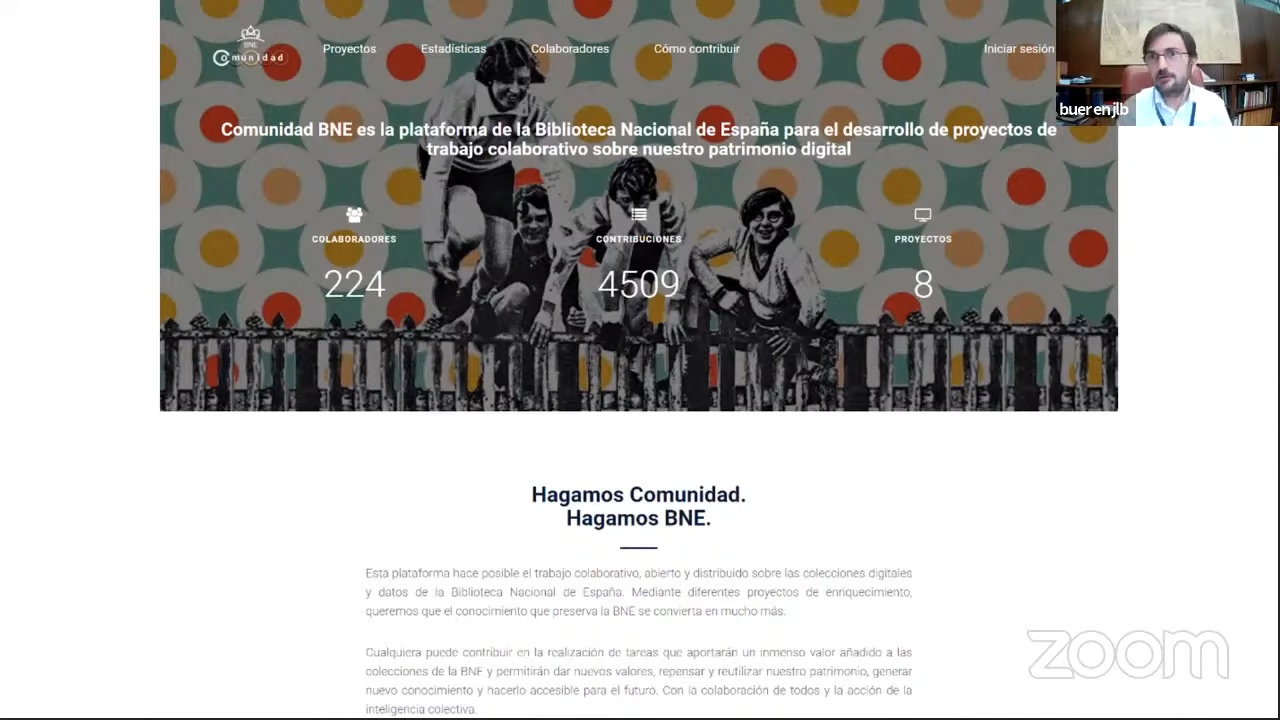 BNE
Comunidad
Proyectos
Estadísticas
Colaboradores
Cómo contribuir
Iniciar sesión
buerenjlb
Comunidad BNE es la plataforma de la Biblioteca Nacional de España para el desarrollo de proyectos de
trabajo colaborativo sobre nuestro patrimonio digital
COLABORADORES
CONTRIBUCIONES
PROYECTOS
224
4509
8
Hagamos Comunidad.
Hagamos BNE.
Esta plataforma hace posible el trabajo colaborativo, abierto y distribuido sobre las colecciones digitales
y datos de la Biblioteca Nacional de España. Mediante diferentes proyectos de enriquecimiento,
queremos que el conocimiento que preserva la BNE se convierta en mucho más.
Cualquiera puede contribuir en la realización de tareas que aportarán un inmenso valor añadido a las
colecciones de la BNE y permitirán dar nuevos valores, repensar y reutilizar nuestro patrimonio, generar
nuevo conocimiento y hacerlo accesible para el futuro. Con la colaboración de todos y la acción de la
inteligencia colectiva.
zoom